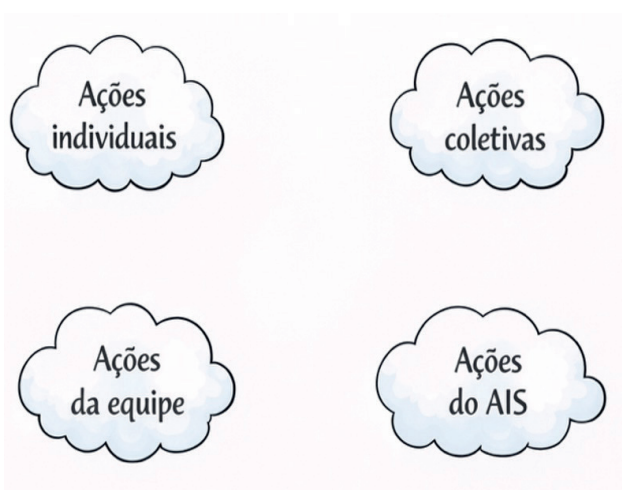 Ações
individuais
Ações
coletivas
Ações
da equipe
Ações
do AIS